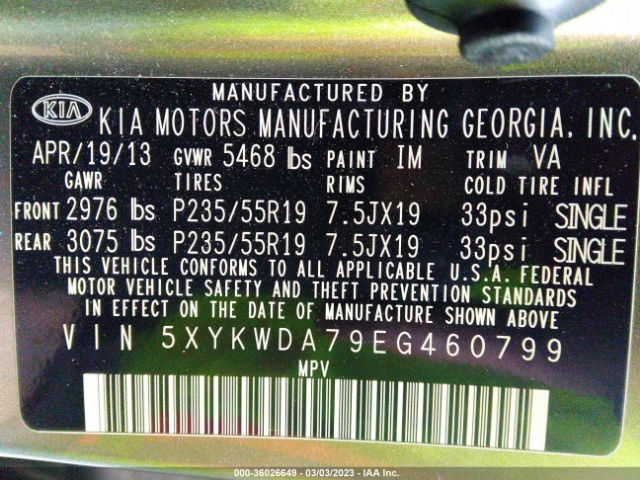 MANUFACTURED BY
KIA KIA MOTORS MANUFACTURING GEORGIA, INC.
APR/19/13 GVWR 5468 lbs PAINT IM TRIM VA
GAWR TIRES RIMS COLD TIRE INFL
FRONT 2976 lbs P235/55R19 7.5JX19 33psi SINGLE
REAR 3075 lbs P235/55R19 7.5JX19 33psi SINGLE
THIS VEHICLE CONFORMS TO ALL APPLICABLE U.S.A. FEDERAL
MOTOR VEHICLE SAFETY AND THEFT PREVENTION STANDARDS
IN EFFECT ON THE DATE OF MANUFACTURE SHOWN ABOVE
VIN 5XYKWDA79EG460799
MPV
000-36026649 - 03/03/2023 - IAA Inc.